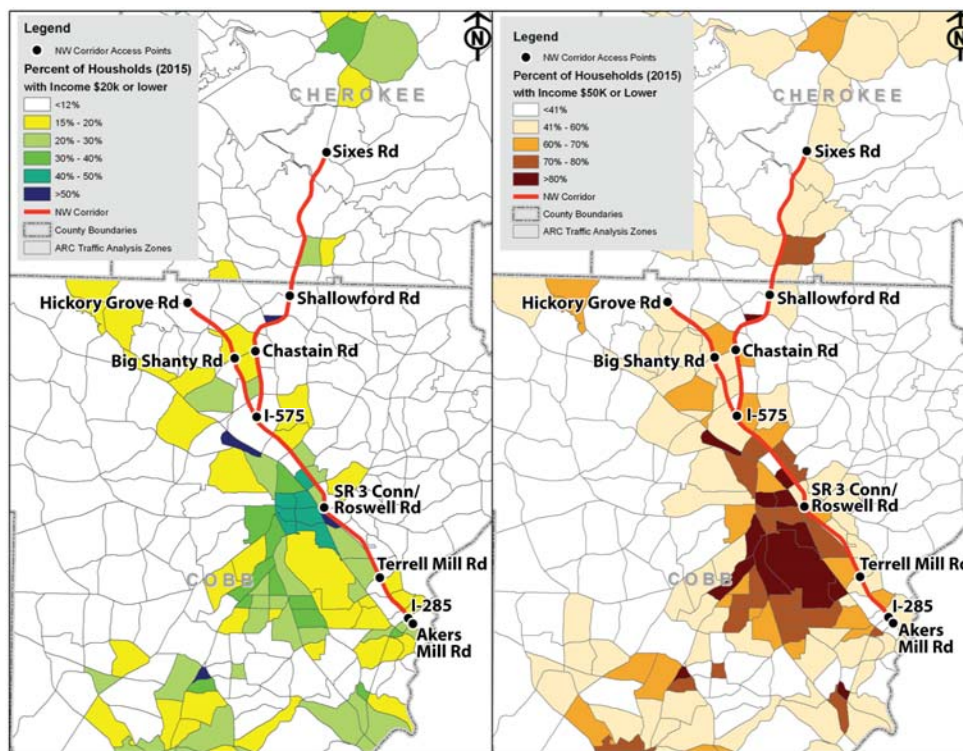 Legend
NW Corridor Access Points
Percent of Housholds (2015)
with Income $20k or lower
<12%
15% - 20%
20% - 30%
30% - 40%
40% - 50%
>50%
NW Corridor
County Boundaries
ARC Traffic Analysis Zones
N
CHEROKEE
Sixes Rd
Shallowford Rd
Hickory Grove Rd
Chastain Rd
Big Shanty Rd
I-575
SR 3 Conn/
Roswell Rd
Terrell Mill Rd
COBB
I-285
Akers
Mill Rd
Legend
NW Corridor Access Points
Percent of Households (2015)
with Income $50K or Lower
<41%
41% - 60%
60% - 70%
70% - 80%
>80%
NW Corridor
County Boundaries
ARC Traffic Analysis Zones
N
CHEROKEE
Sixes Rd
Shallowford Rd
Hickory Grove Rd
Chastain Rd
Big Shanty Rd
I-575
SR 3 Conn/
Roswell Rd
Terrell Mill Rd
COBB
I-285
Akers
Mill Rd